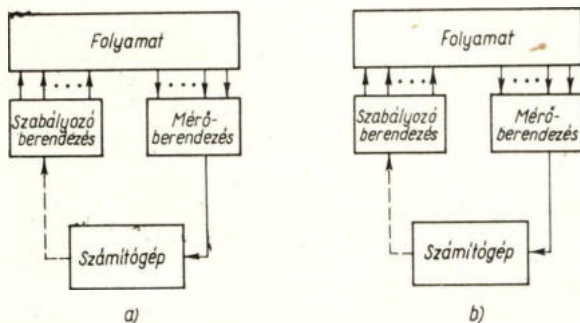 Folyamat
Szabályozó
berendezés
Mérő-
berendezés
Számítógép
a)
Folyamat
Szabályozó
berendezés
Mérő-
berendezés
Számítógép
b)